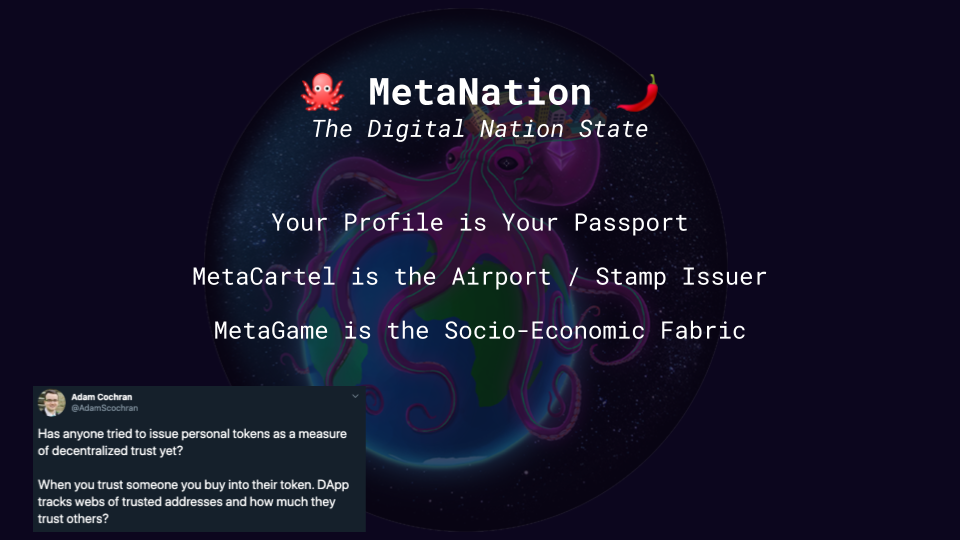 🐙 MetaNation 🌶️
The Digital Nation State
Your Profile is Your Passport
MetaCartel is the Airport / Stamp Issuer
MetaGame is the Socio-Economic Fabric
Adam Cochran
@AdamScochran
Has anyone tried to issue personal tokens as a measure
of decentralized trust yet?
When you trust someone you buy into their token. DApp
tracks webs of trusted addresses and how much they
trust others?